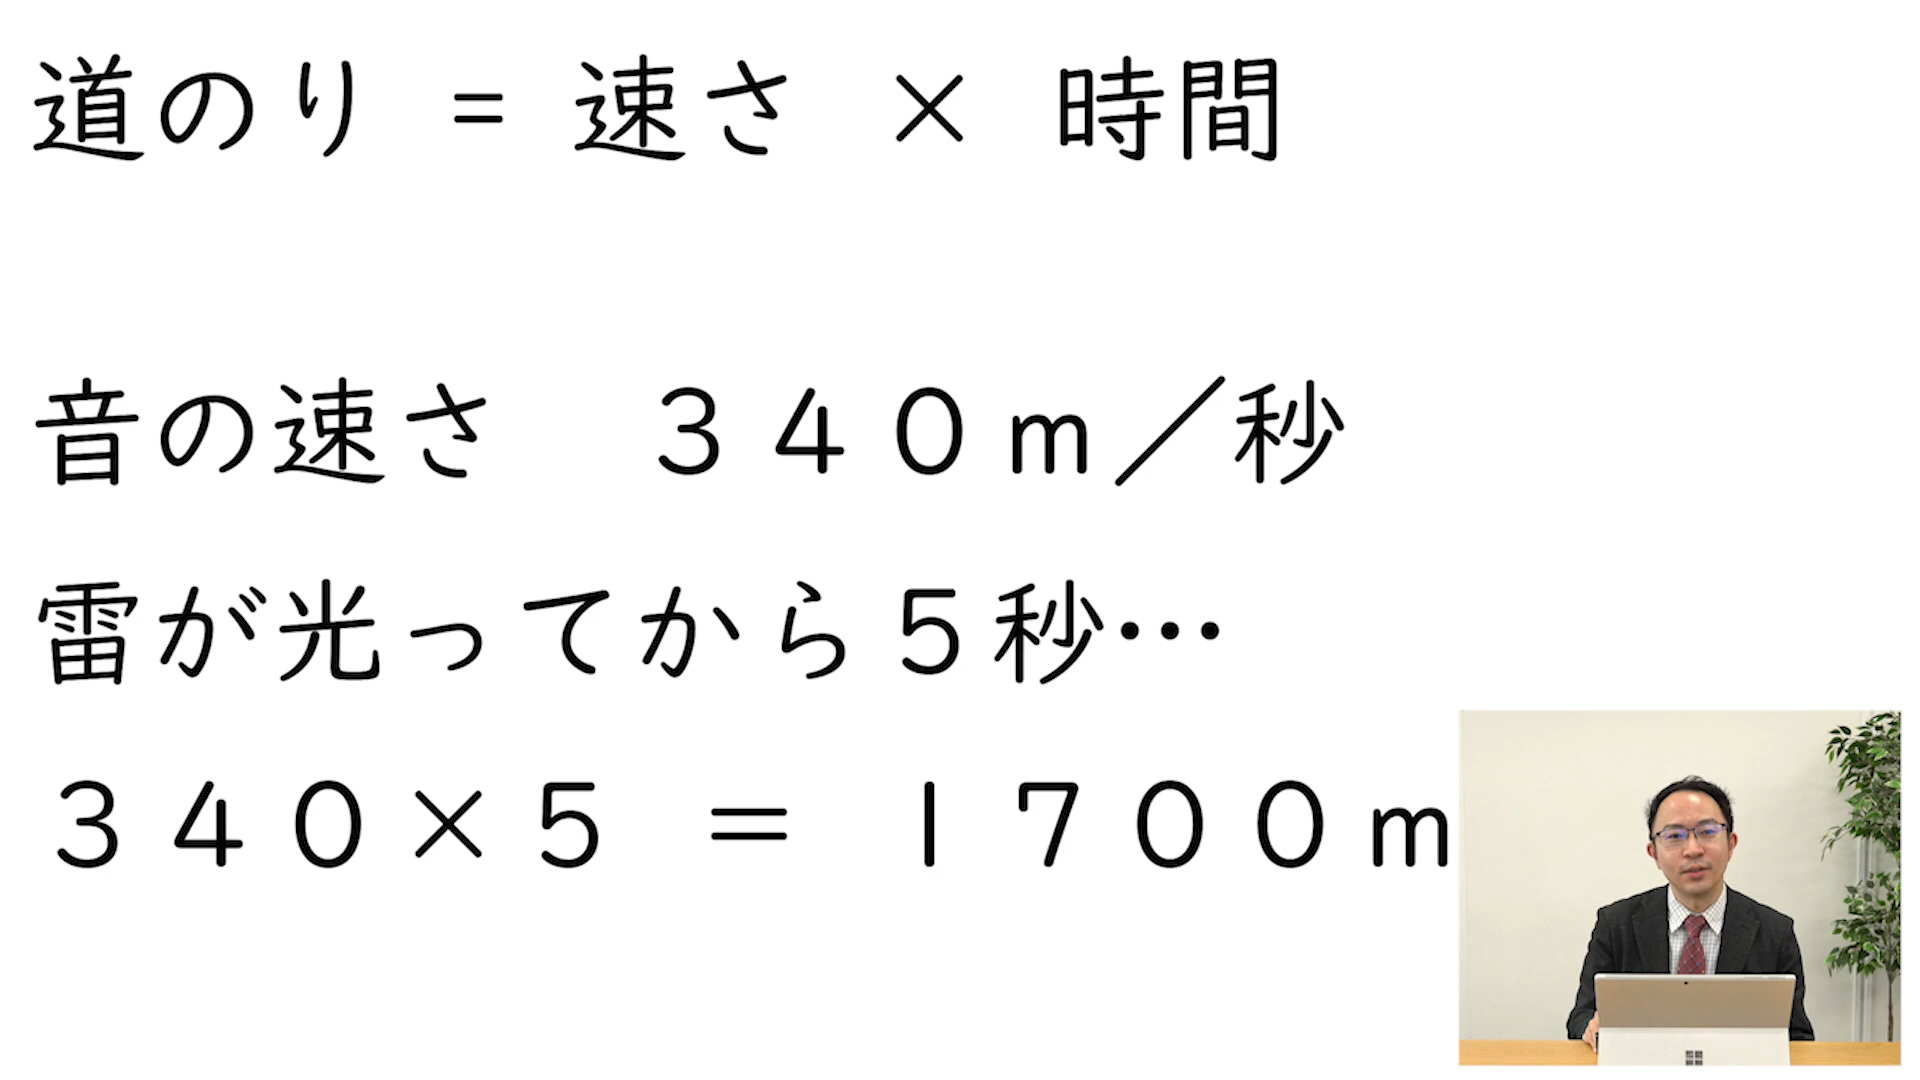 道のり = 速さ × 時間
音の速さ　３４０ｍ／秒
雷が光ってから５秒…
３４０×５ ＝ １７００ｍ